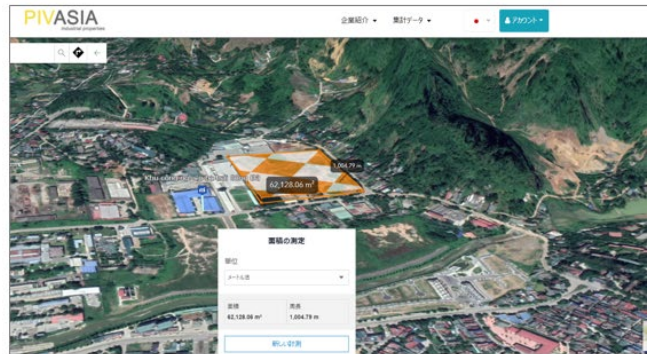 PIVASIA
industrial properties
企業紹介
集計データ
アカウント
1,004.79 m
62,128.06 m²
面積の測定
単位
メートル法
面積
周長
62,128.06 m²
1,004.79 m
新しい計測